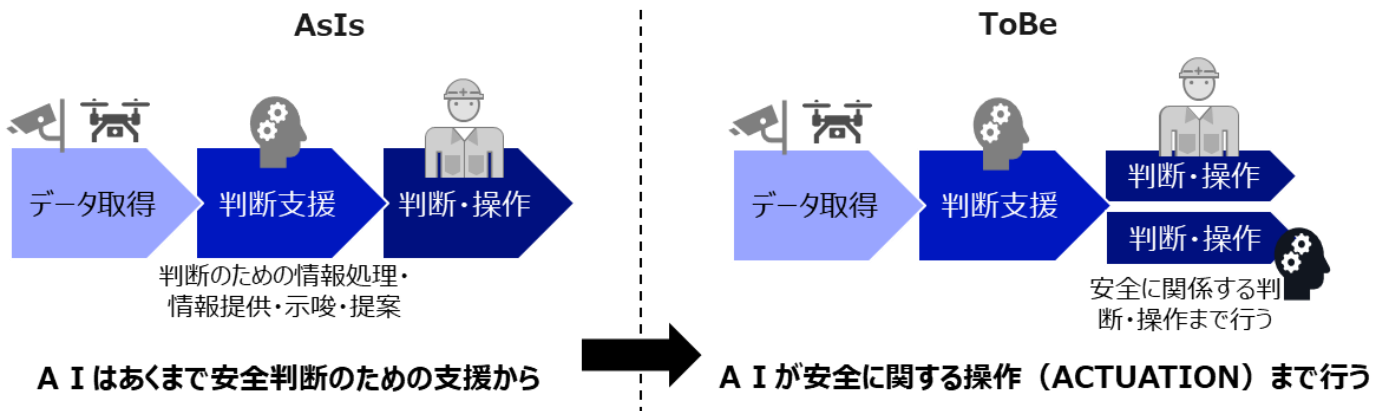 AsIs
データ取得
判断支援
判断・操作
判断のための情報処理・
情報提供・示唆・提案
ＡＩはあくまで安全判断のための支援から
ToBe
データ取得
判断支援
判断・操作
判断・操作
安全に関係する判
断・操作まで行う
ＡＩが安全に関する操作（ACTUATION）まで行う